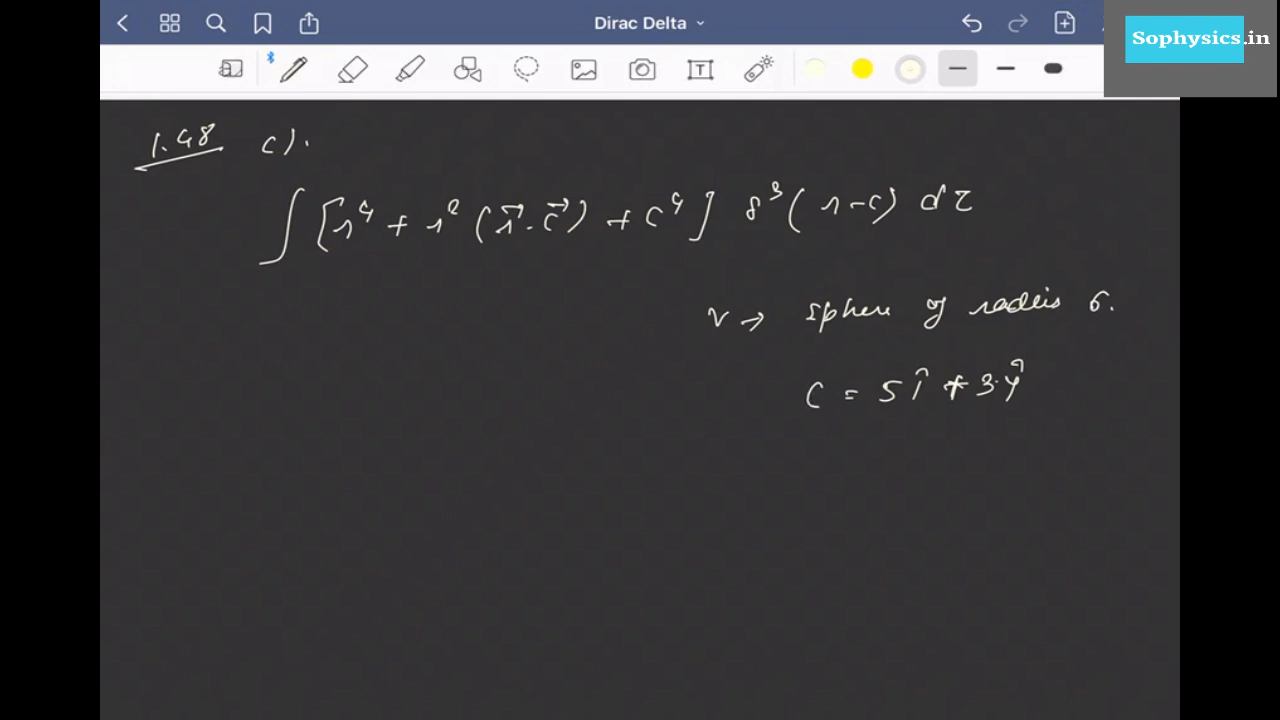 Dirac Delta
Sophysics.in
1.48 c).
∫ [r⁴ + r² (r⃗ . c⃗) + c⁴] δ³ (r - c) dτ
v → sphere of radius 6.
C = 5 î + 3 ŷ